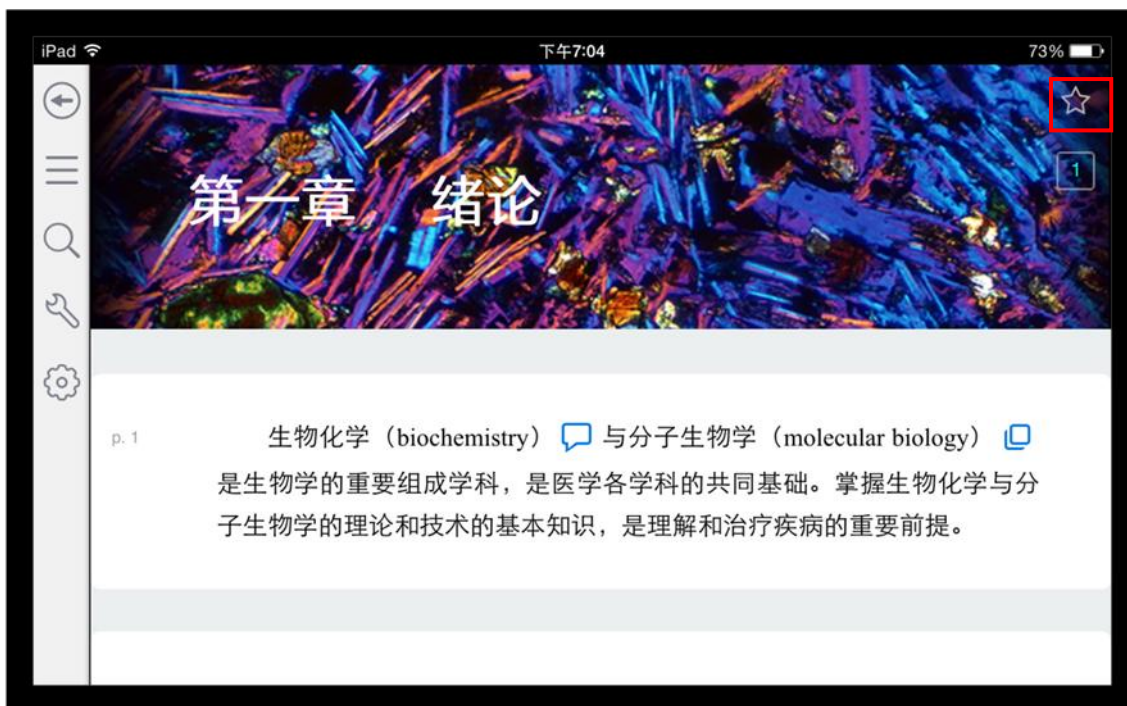 iPad 下午7:04 73%
第一章 绪论
1
p. 1
生物化学（biochemistry） 与分子生物学（molecular biology）
是生物学的重要组成学科，是医学各学科的共同基础。掌握生物化学与分
子生物学的理论和技术的基本知识，是理解和治疗疾病的重要前提。